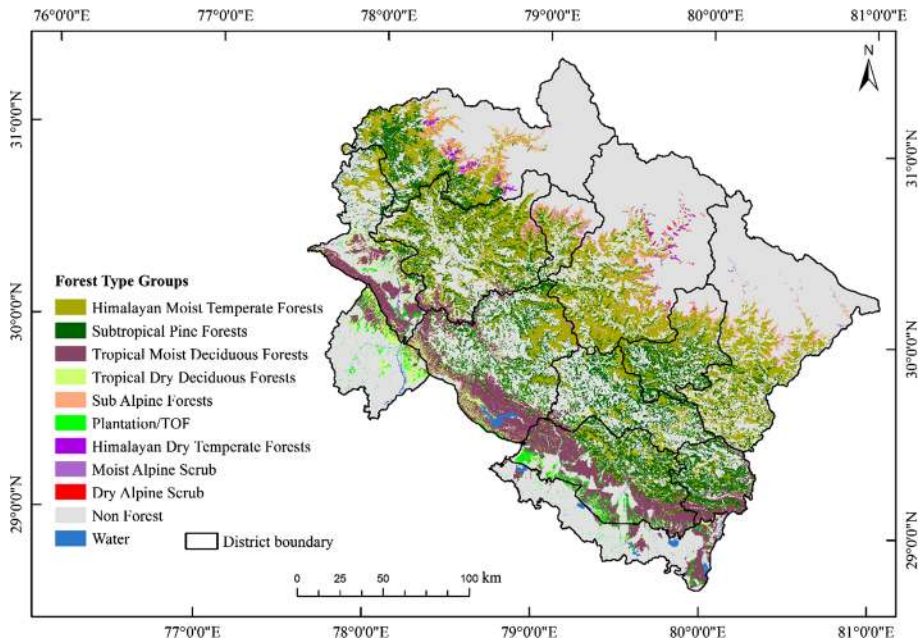 76°0'0"E 77°0'0"E 78°0'0"E 79°0'0"E 80°0'0"E 81°0'0"E
N
31°0'0"N
31°0'0"N
30°0'0"N
30°0'0"N
29°0'0"N
29°0'0"N
Forest Type Groups
Himalayan Moist Temperate Forests
Subtropical Pine Forests
Tropical Moist Deciduous Forests
Tropical Dry Deciduous Forests
Sub Alpine Forests
Plantation/TOF
Himalayan Dry Temperate Forests
Moist Alpine Scrub
Dry Alpine Scrub
Non Forest
Water
District boundary
0 25 50 100 km
77°0'0"E 78°0'0"E 79°0'0"E 80°0'0"E 81°0'0"E